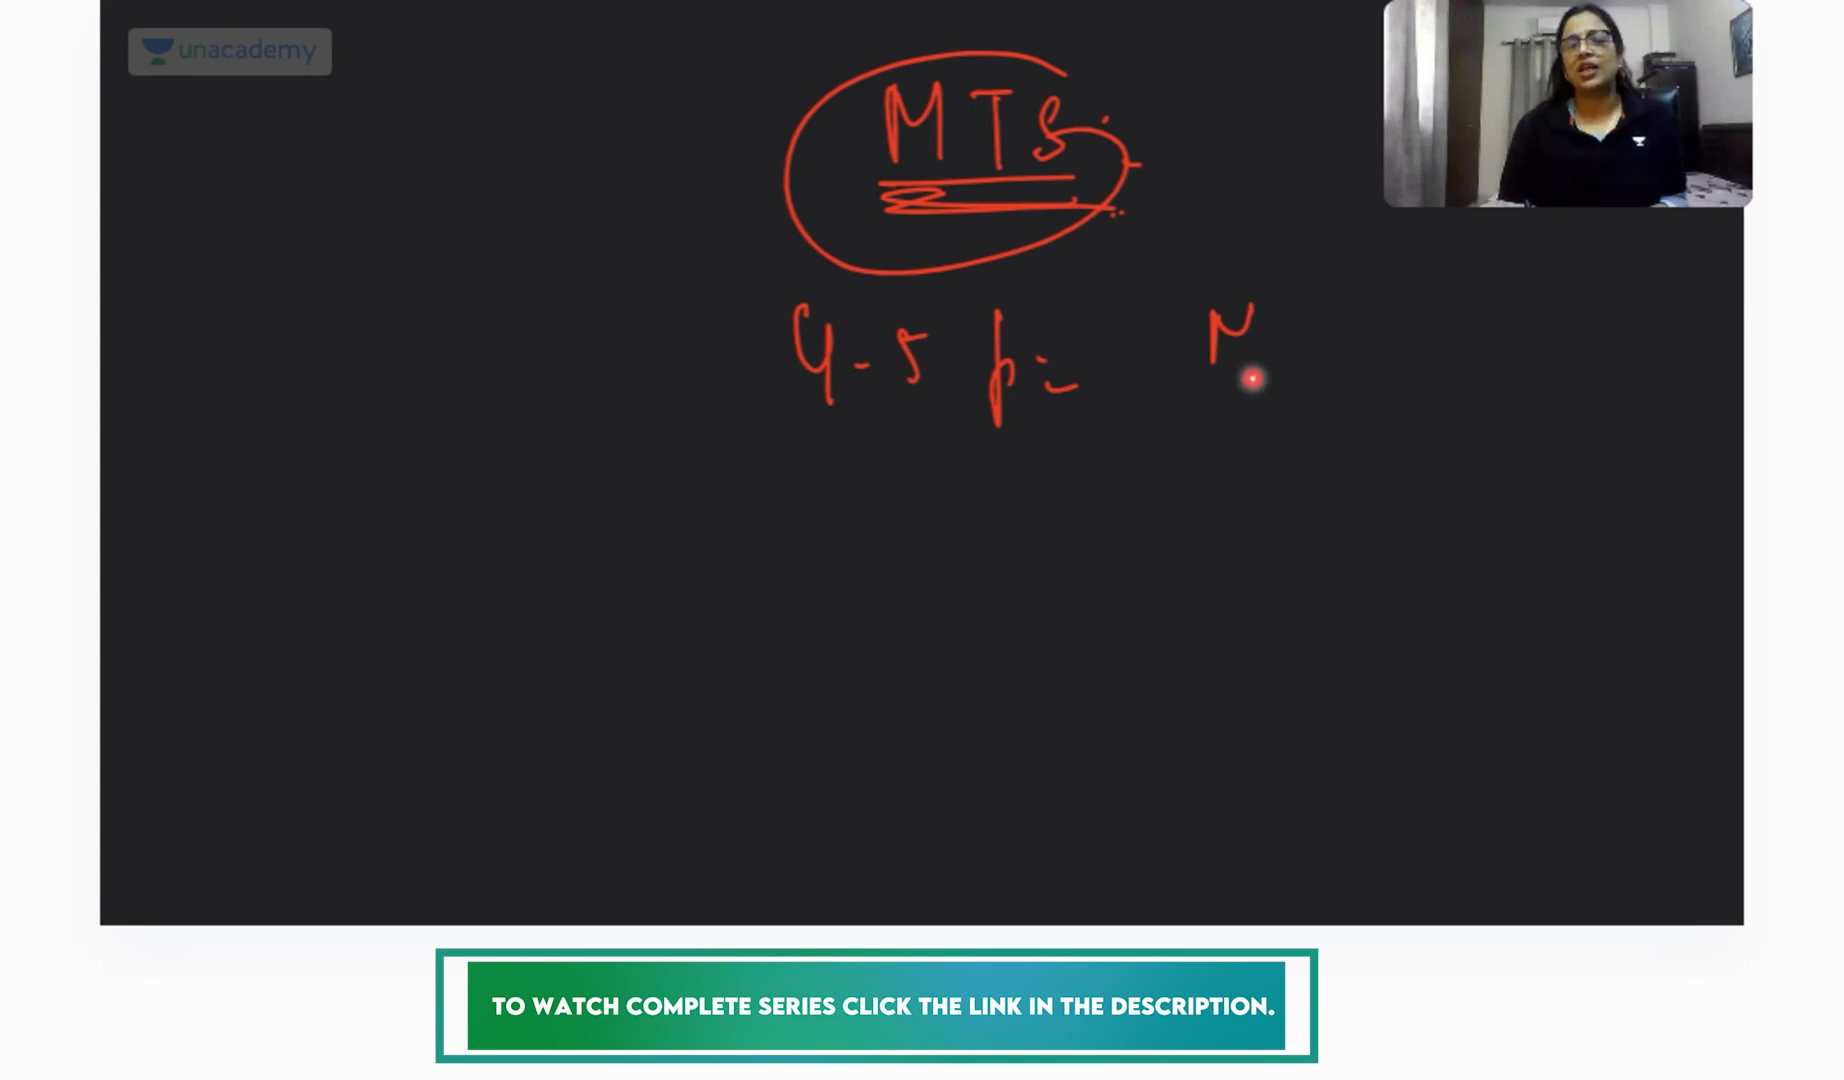 unacademy
MTS
4-5 p
TO WATCH COMPLETE SERIES CLICK THE LINK IN THE DESCRIPTION.